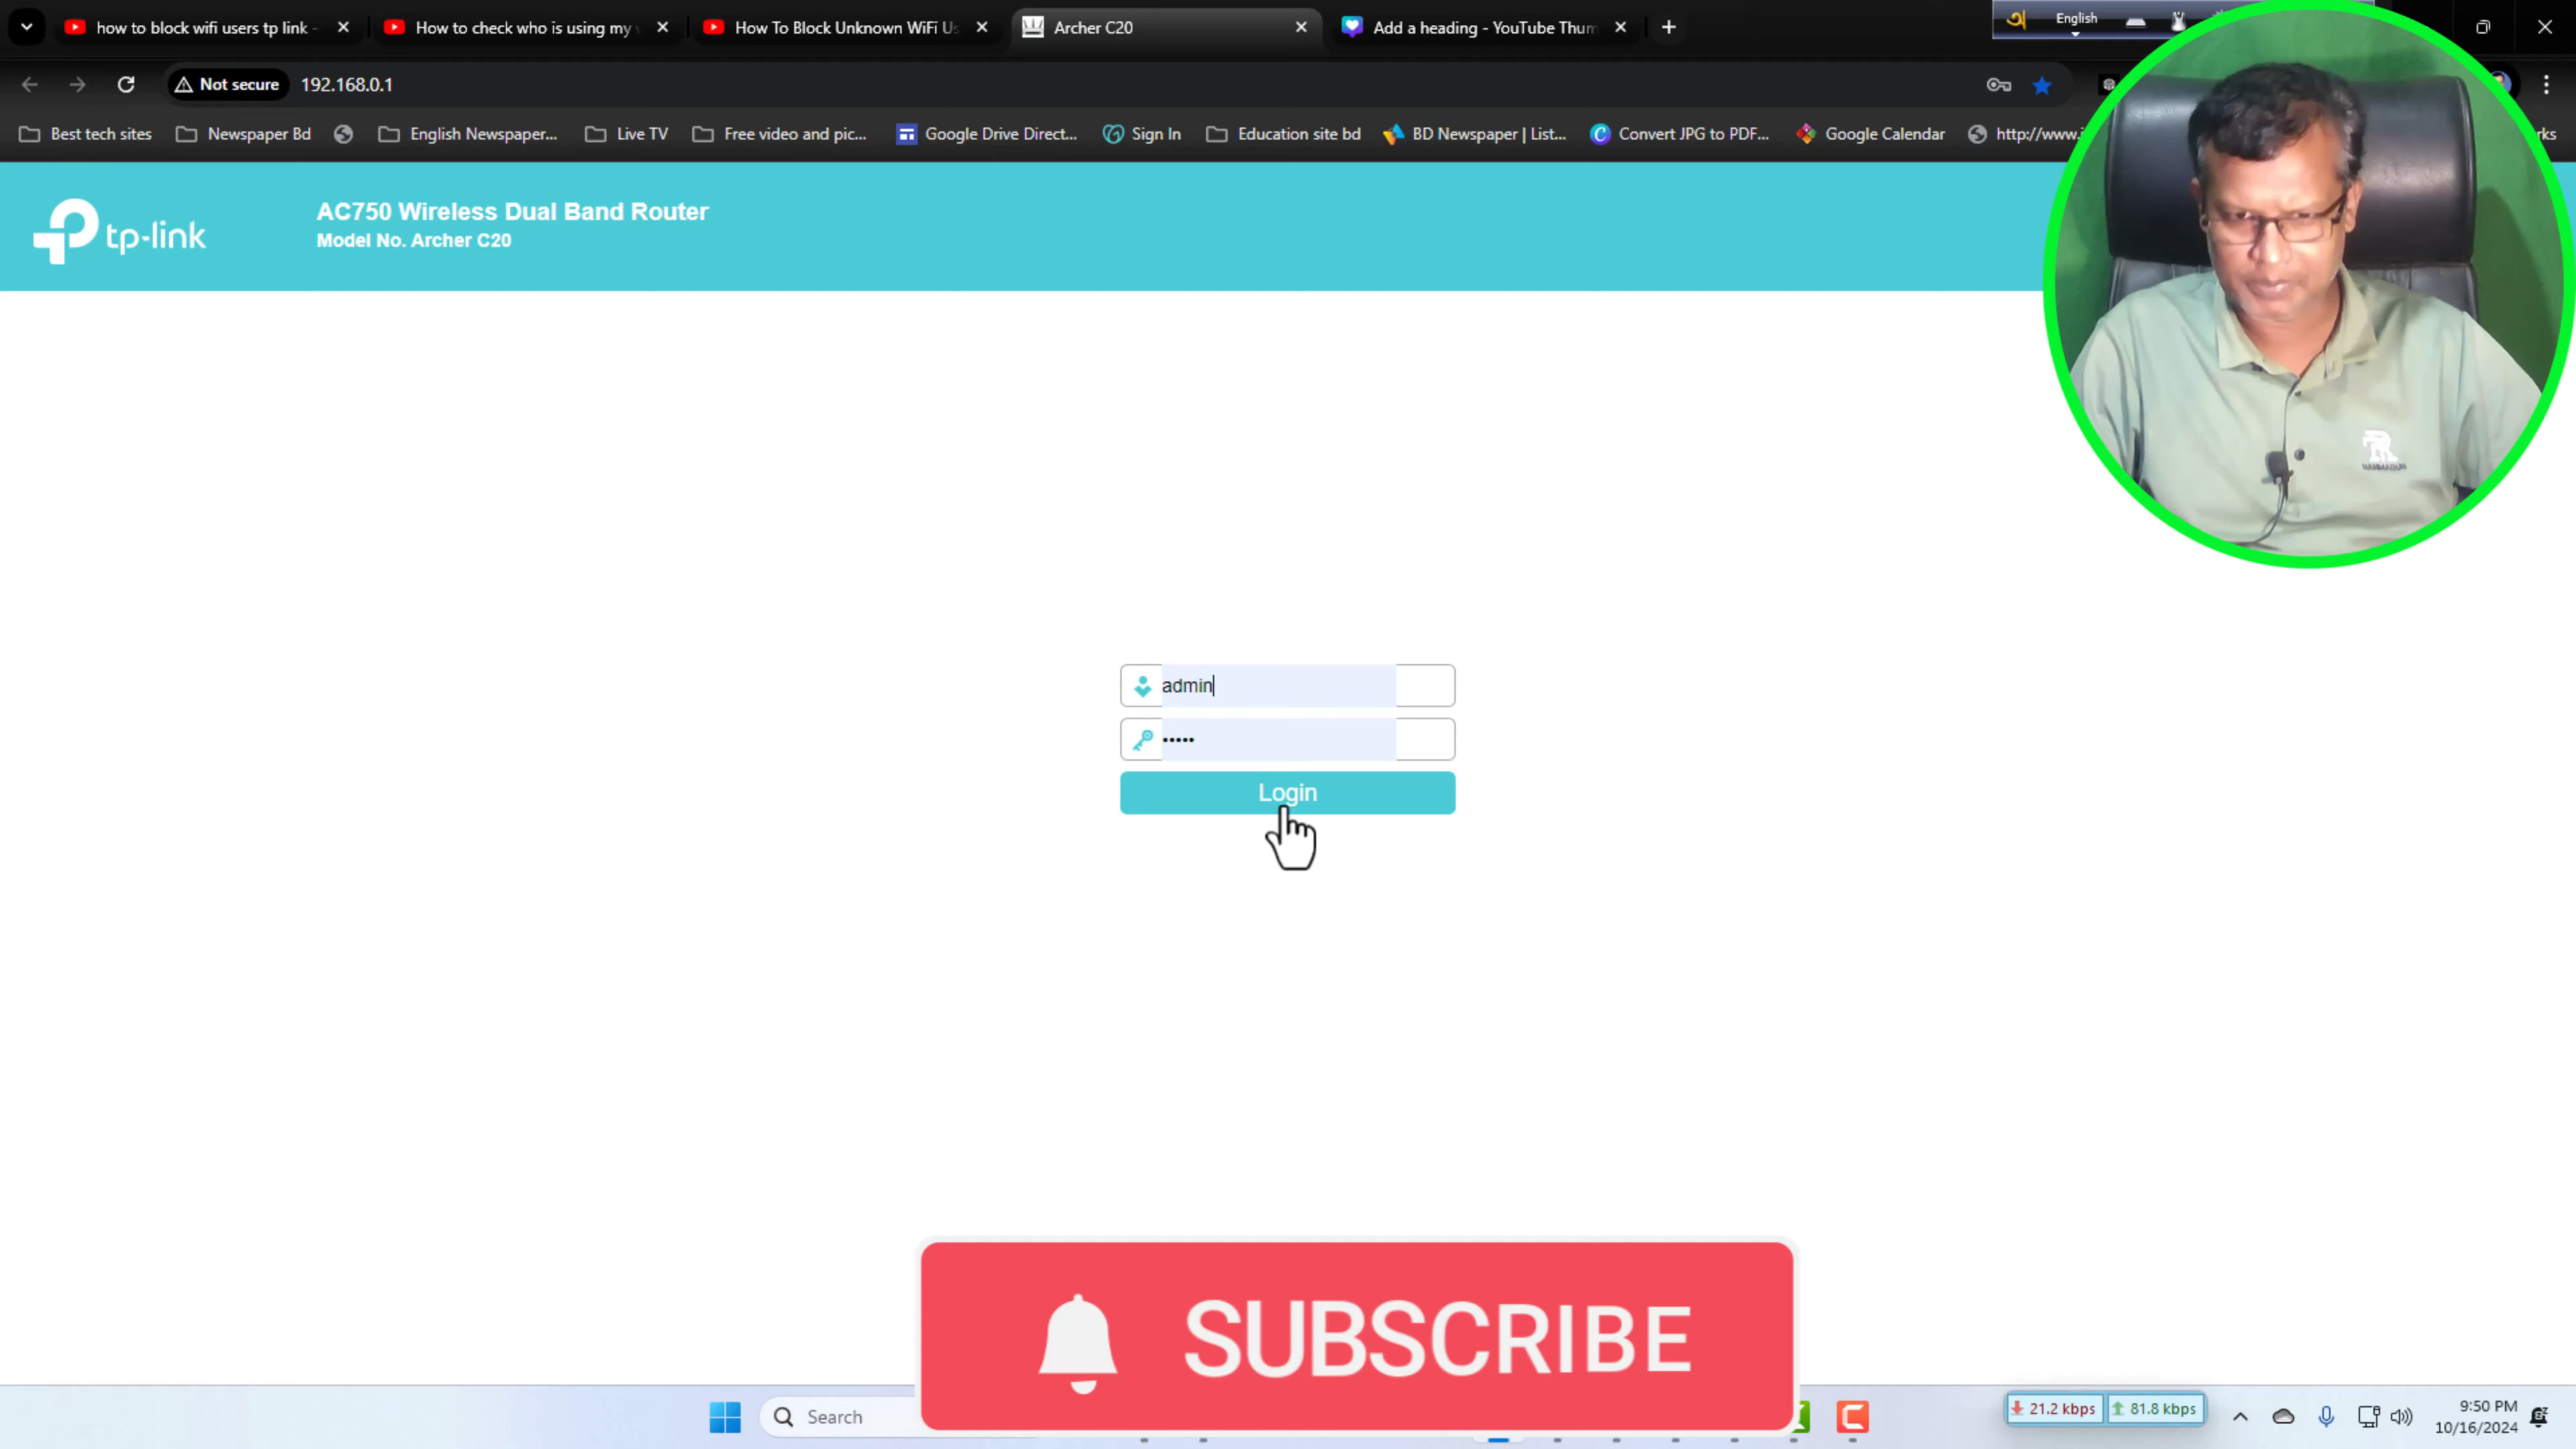 how to block wifi users tp link -
How to check who is using my
How To Block Unknown WiFi Us
Archer C20
Add a heading - YouTube Thum
English
Not secure
192.168.0.1
Best tech sites
Newspaper Bd
English Newspaper...
Live TV
Free video and pic...
Google Drive Direct...
Sign In
Education site bd
BD Newspaper | List...
Convert JPG to PDF...
Google Calendar
http://www.
rks
tp-link
AC750 Wireless Dual Band Router
Model No. Archer C20
admin
•••••
Login
SUBSCRIBE
Search
21.2 kbps
81.8 kbps
9:50 PM
10/16/2024